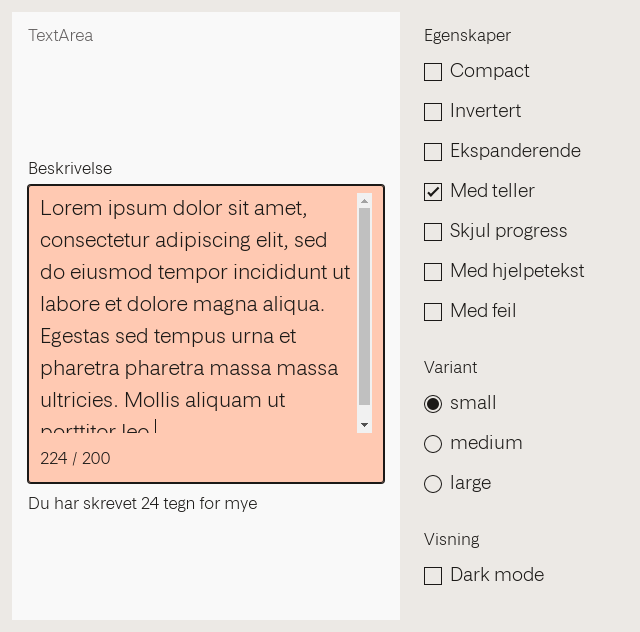 TextArea
Beskrivelse
Lorem ipsum dolor sit amet,
consectetur adipiscing elit, sed
do eiusmod tempor incididunt ut
labore et dolore magna aliqua.
Egestas sed tempus urna et
pharetra pharetra massa massa
ultricies. Mollis aliquam ut
porttitor leo
224 / 200
Du har skrevet 24 tegn for mye
Egenskaper
Compact
Invertert
Ekspanderende
Med teller
Skjul progress
Med hjelpetekst
Med feil
Variant
small
medium
large
Visning
Dark mode